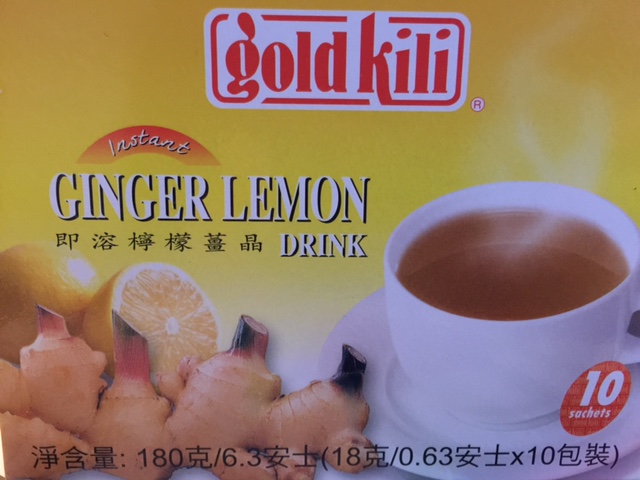 gold kili
®
Instant
GINGER LEMON
即溶檸檬薑晶 DRINK
10
sachets
淨含量: 180克/6.3安士(18克/0.63安士x10包裝)